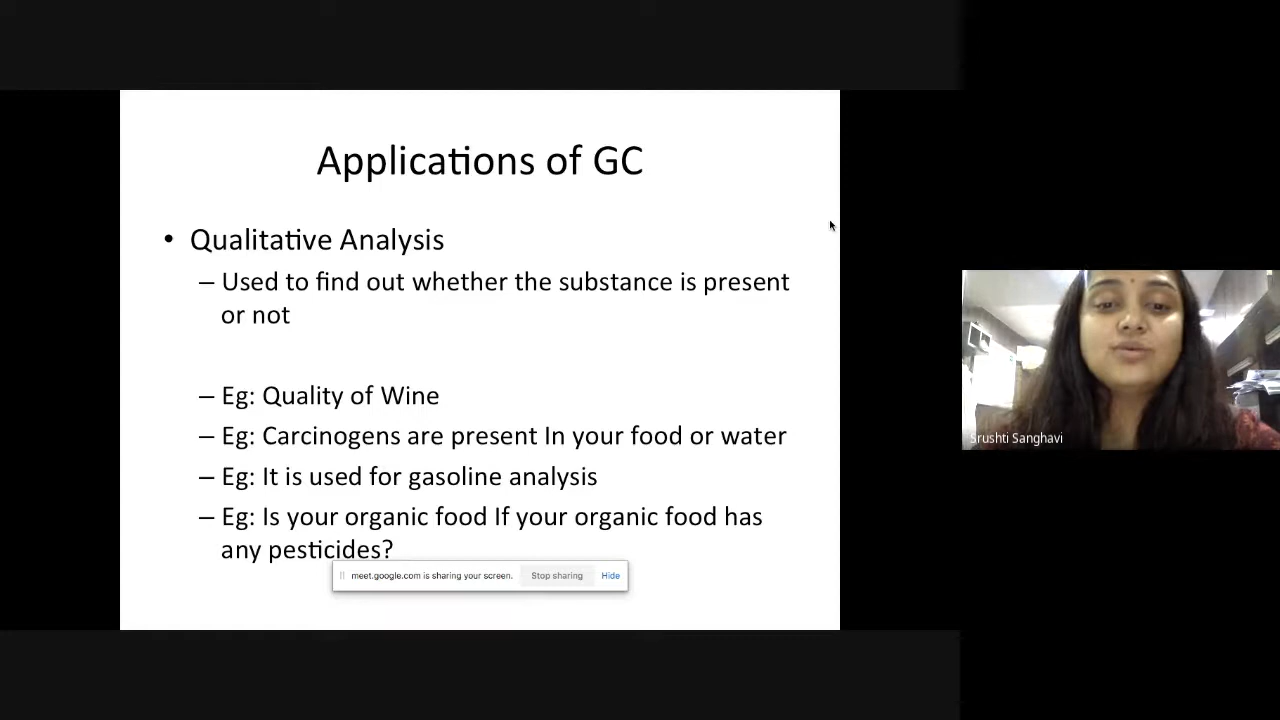 Applications of GC
• Qualitative Analysis
– Used to find out whether the substance is present
or not
– Eg: Quality of Wine
– Eg: Carcinogens are present In your food or water
– Eg: It is used for gasoline analysis
– Eg: Is your organic food If your organic food has
any pesticides?
meet.google.com is sharing your screen. Stop sharing Hide
Srushti Sanghavi